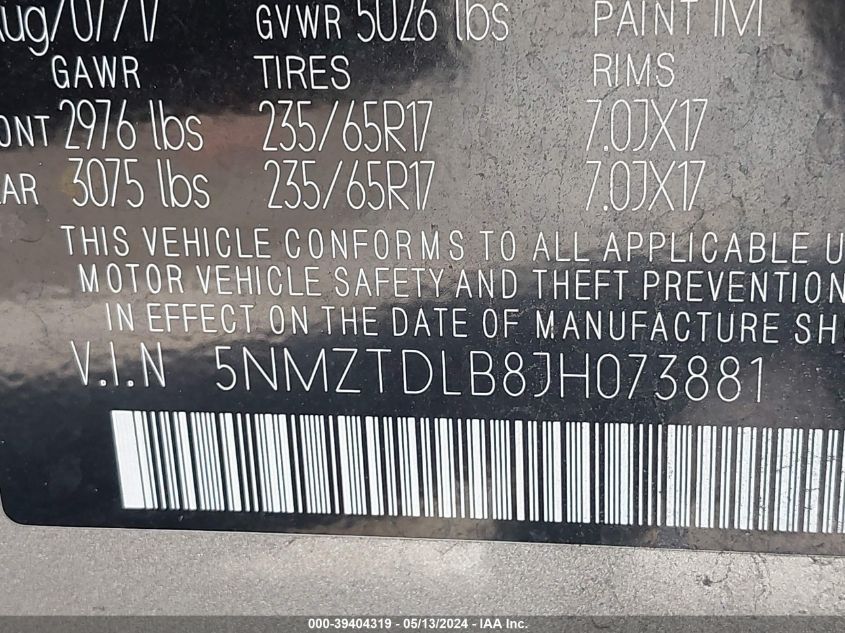 Aug/07/17 GVWR 5026 lbs PAINT
GAWR TIRES RIMS
ONT 2976 lbs 235/65R17 7.0JX17
AR 3075 lbs 235/65R17 7.0JX17
THIS VEHICLE CONFORMS TO ALL APPLICABLE U
MOTOR VEHICLE SAFETY AND THEFT PREVENTION
IN EFFECT ON THE DATE OF MANUFACTURE SH
V.I.N 5NMZTDLB8JH073881
000-39404319 - 05/13/2024 - IAA Inc.